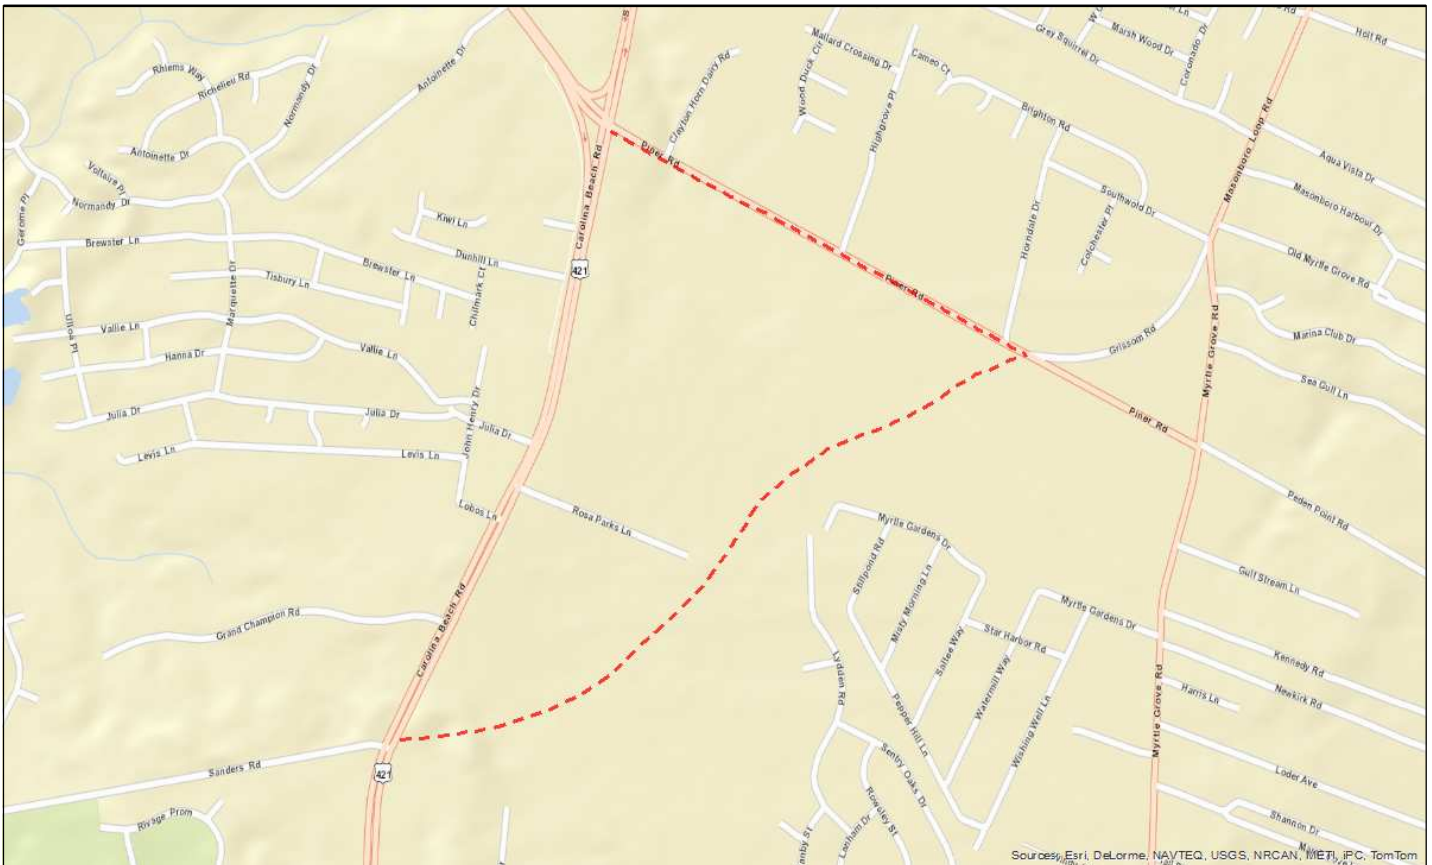 Rhiems Way
Richelieu Rd
Normandy Dr
Antoinette Dr
Antoinette Dr
Voltaire Pl
Normandy Dr
Gerome Pl
Brewster Ln
Marquette Dr
Tisbury Ln
Brewster Ln
Kiwi Ln
Dunhill Ln
Chilmark Ct
Ulloa Pl
Vallie Ln
Hanna Dr
Vallie Ln
Julia Dr
Julia Dr
Julia Dr
John Henry Dr
Levis Ln
Levis Ln
Lobos Ln
Rosa Parks Ln
Grand Champion Rd
Carolina Beach Rd
Carolina Beach Rd
421
421
Sanders Rd
Rivage Prom
Clayton Horn Dairy Rd
Piner Rd
Piner Rd
Piner Rd
Wood Duck Cir
Mallard Crossing Dr
Highgrove Pl
Cameo Ct
Brighton Rd
Horndale Dr
Southwold Dr
Colchester Pl
Grissom Rd
Grey Squirrel Dr
Marsh Wood Dr
Coronado Dr
Holt Rd
Masonboro Loop Rd
Aqua Vista Dr
Masonboro Harbour Dr
Old Myrtle Grove Rd
Marina Club Dr
Sea Gull Ln
Myrtle Grove Rd
Peden Point Rd
Gulf Stream Ln
Myrtle Gardens Dr
Stillpond Rd
Misty Morning Ln
Sallee Way
Star Harbor Rd
Watermill Way
Wishing Well Ln
Myrtle Gardens Dr
Pepper Hill Ln
Lydden Rd
Sentry Oaks Dr
Rowsley St
Lanham Dr
anby St
Kennedy Rd
Newkirk Rd
Harris Ln
Myrtle Grove Rd
Loder Ave
Shannon Dr
Sources: Esri, DeLorme, NAVTEQ, USGS, NRCAN, METI, iPC, TomTom